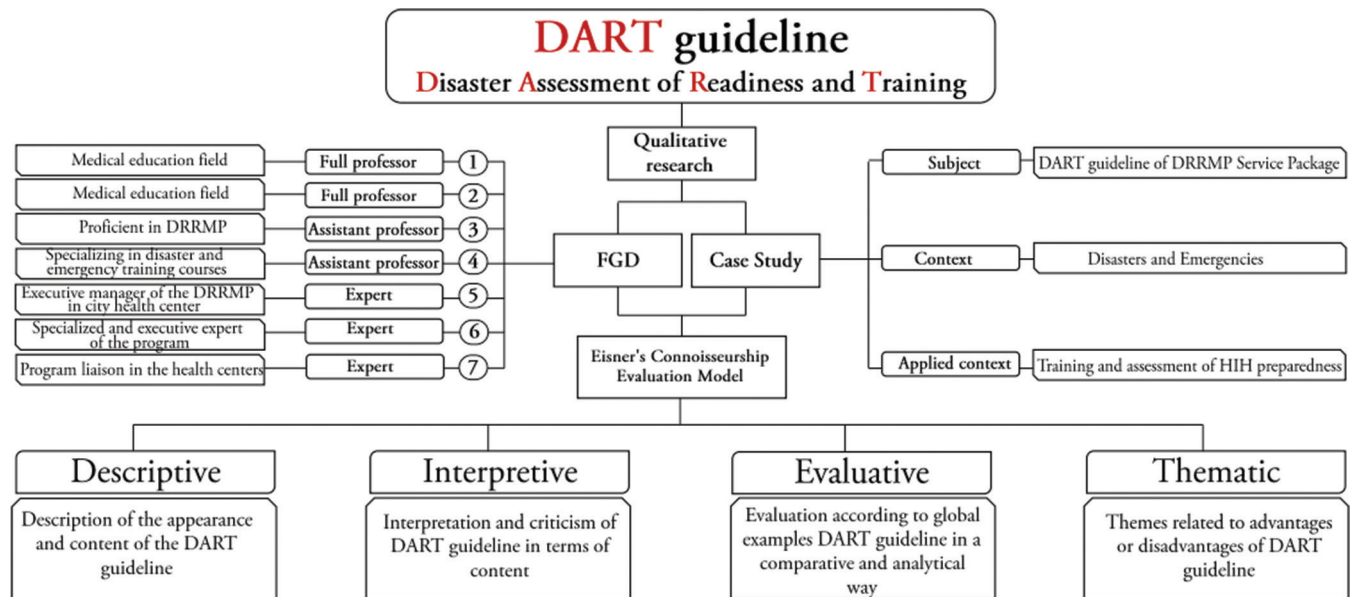 DART guideline
Disaster Assessment of Readiness and Training
Qualitative
research
Medical education field
Full professor
1
Medical education field
Full professor
2
Proficient in DRRMP
Assistant professor
3
Specializing in disaster and
emergency training courses
Assistant professor
4
Executive manager of the DRRMP
in city health center
Expert
5
Specialized and executive expert
of the program
Expert
6
Program liaison in the health centers
Expert
7
FGD
Case Study
Subject
DART guideline of DRRMP Service Package
Context
Disasters and Emergencies
Applied context
Training and assessment of HIH preparedness
Eisner's Connoisseurship
Evaluation Model
Descriptive
Description of the appearance
and content of the DART
guideline
Interpretive
Interpretation and criticism of
DART guideline in terms of
content
Evaluative
Evaluation according to global
examples DART guideline in a
comparative and analytical
way
Thematic
Themes related to advantages
or disadvantages of DART
guideline